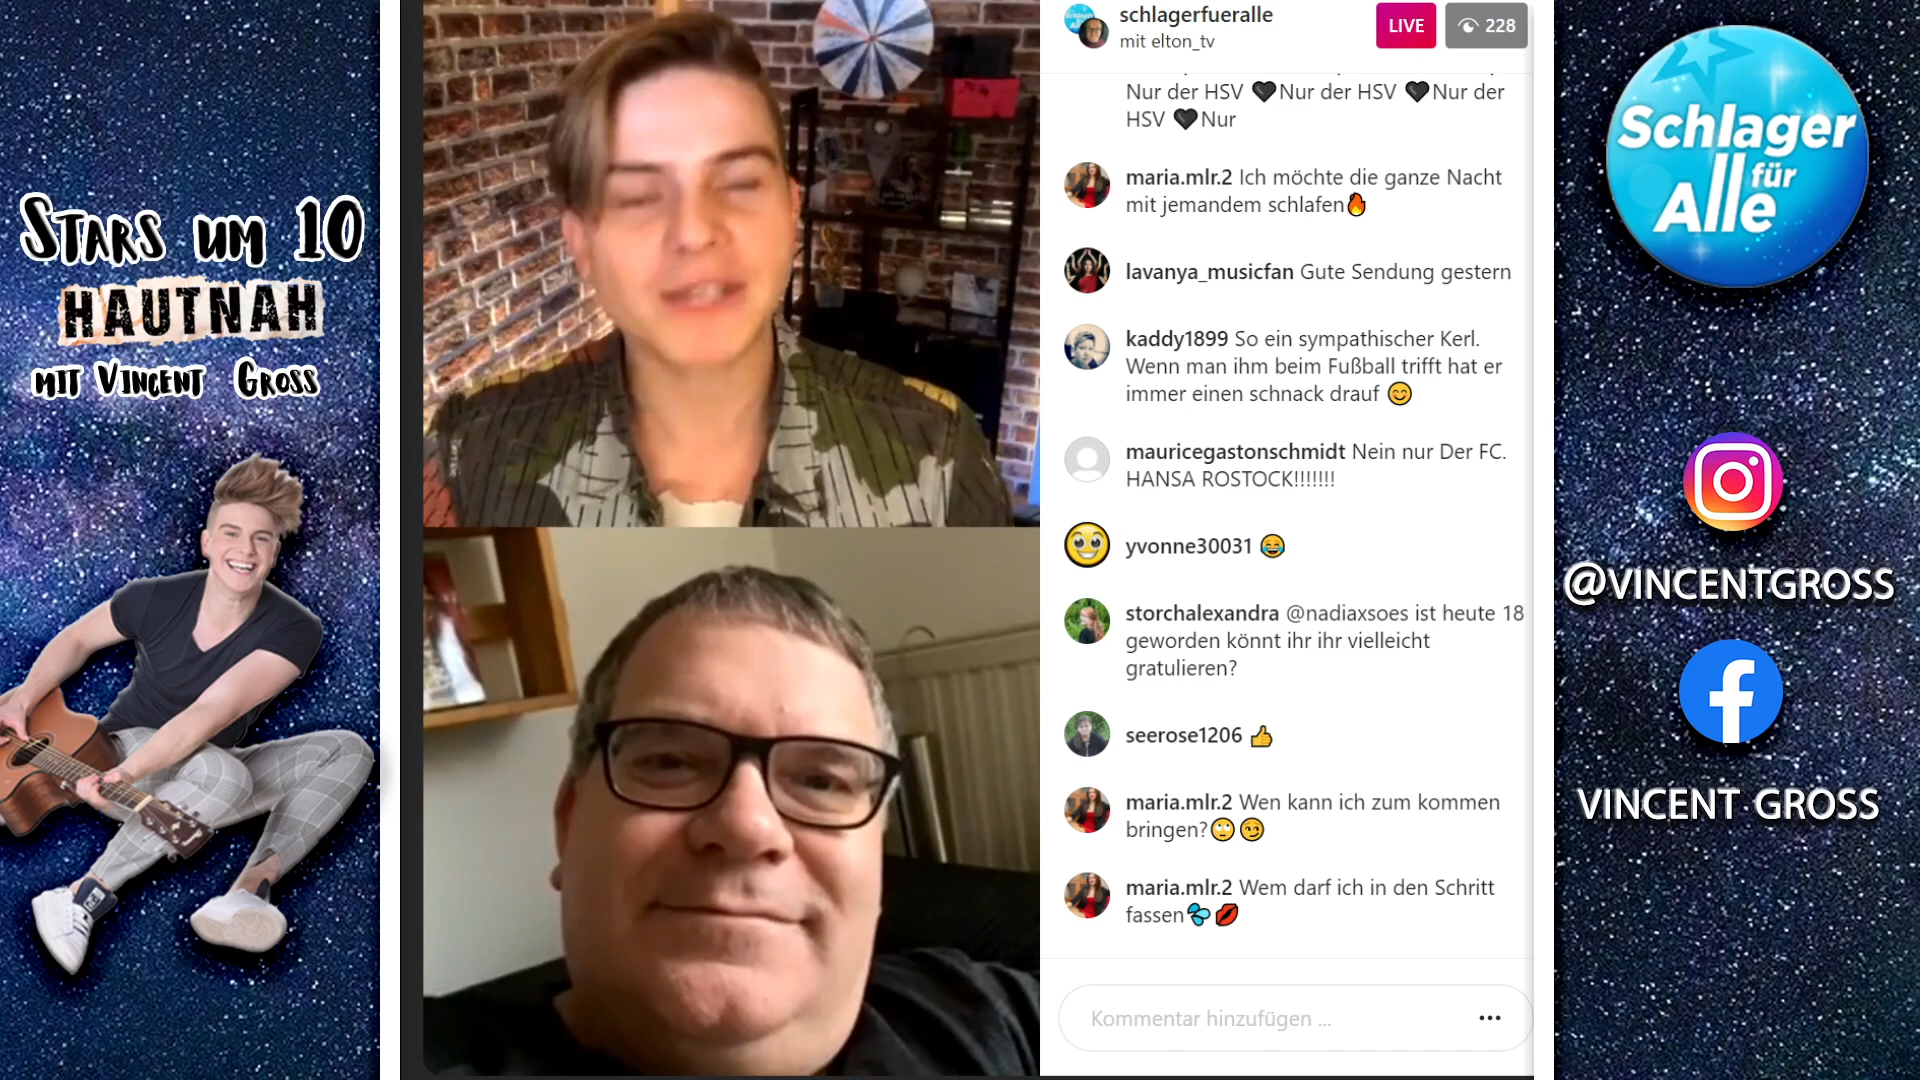 STARS UM 10
HAUTNAH
MIT VINCENT GROSS
schlagerfueralle
mit elton_tv
LIVE
228
Nur der HSV 🖤Nur der HSV 🖤Nur der
HSV 🖤Nur
maria.mlr.2 Ich möchte die ganze Nacht
mit jemandem schlafen🔥
lavanya_musicfan Gute Sendung gestern
kaddy1899 So ein sympathischer Kerl.
Wenn man ihm beim Fußball trifft hat er
immer einen schnack drauf 😊
mauricegastonschmidt Nein nur Der FC.
HANSA ROSTOCK!!!!!!!
yvonne30031 😂
storchalexandra @nadiaxsoes ist heute 18
geworden könnt ihr ihr vielleicht
gratulieren?
seerose1206 👍
maria.mlr.2 Wen kann ich zum kommen
bringen?🙄😏
maria.mlr.2 Wem darf ich in den Schritt
fassen💦💋
Kommentar hinzufügen ...
Schlager
für
Alle
@VINCENTGROSS
VINCENT GROSS